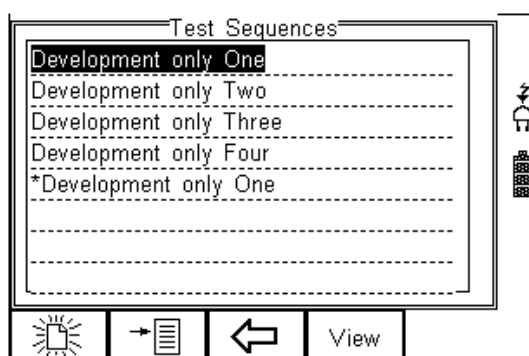 Test Sequences
Development only One
Development only Two
Development only Three
Development only Four
*Development only One
View